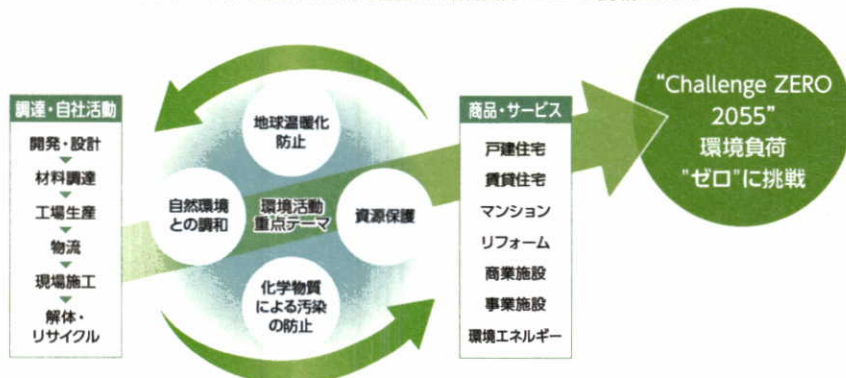 調達・自社活動
開発・設計
材料調達
工場生産
物流
現場施工
解体・
リサイクル
地球温暖化
防止
自然環境
との調和
環境活動
重点テーマ
資源保護
化学物質
による汚染
の防止
商品・サービス
戸建住宅
賃貸住宅
マンション
リフォーム
商業施設
事業施設
環境エネルギー
“Challenge ZERO
2055”
環境負荷
"ゼロ"に挑戦